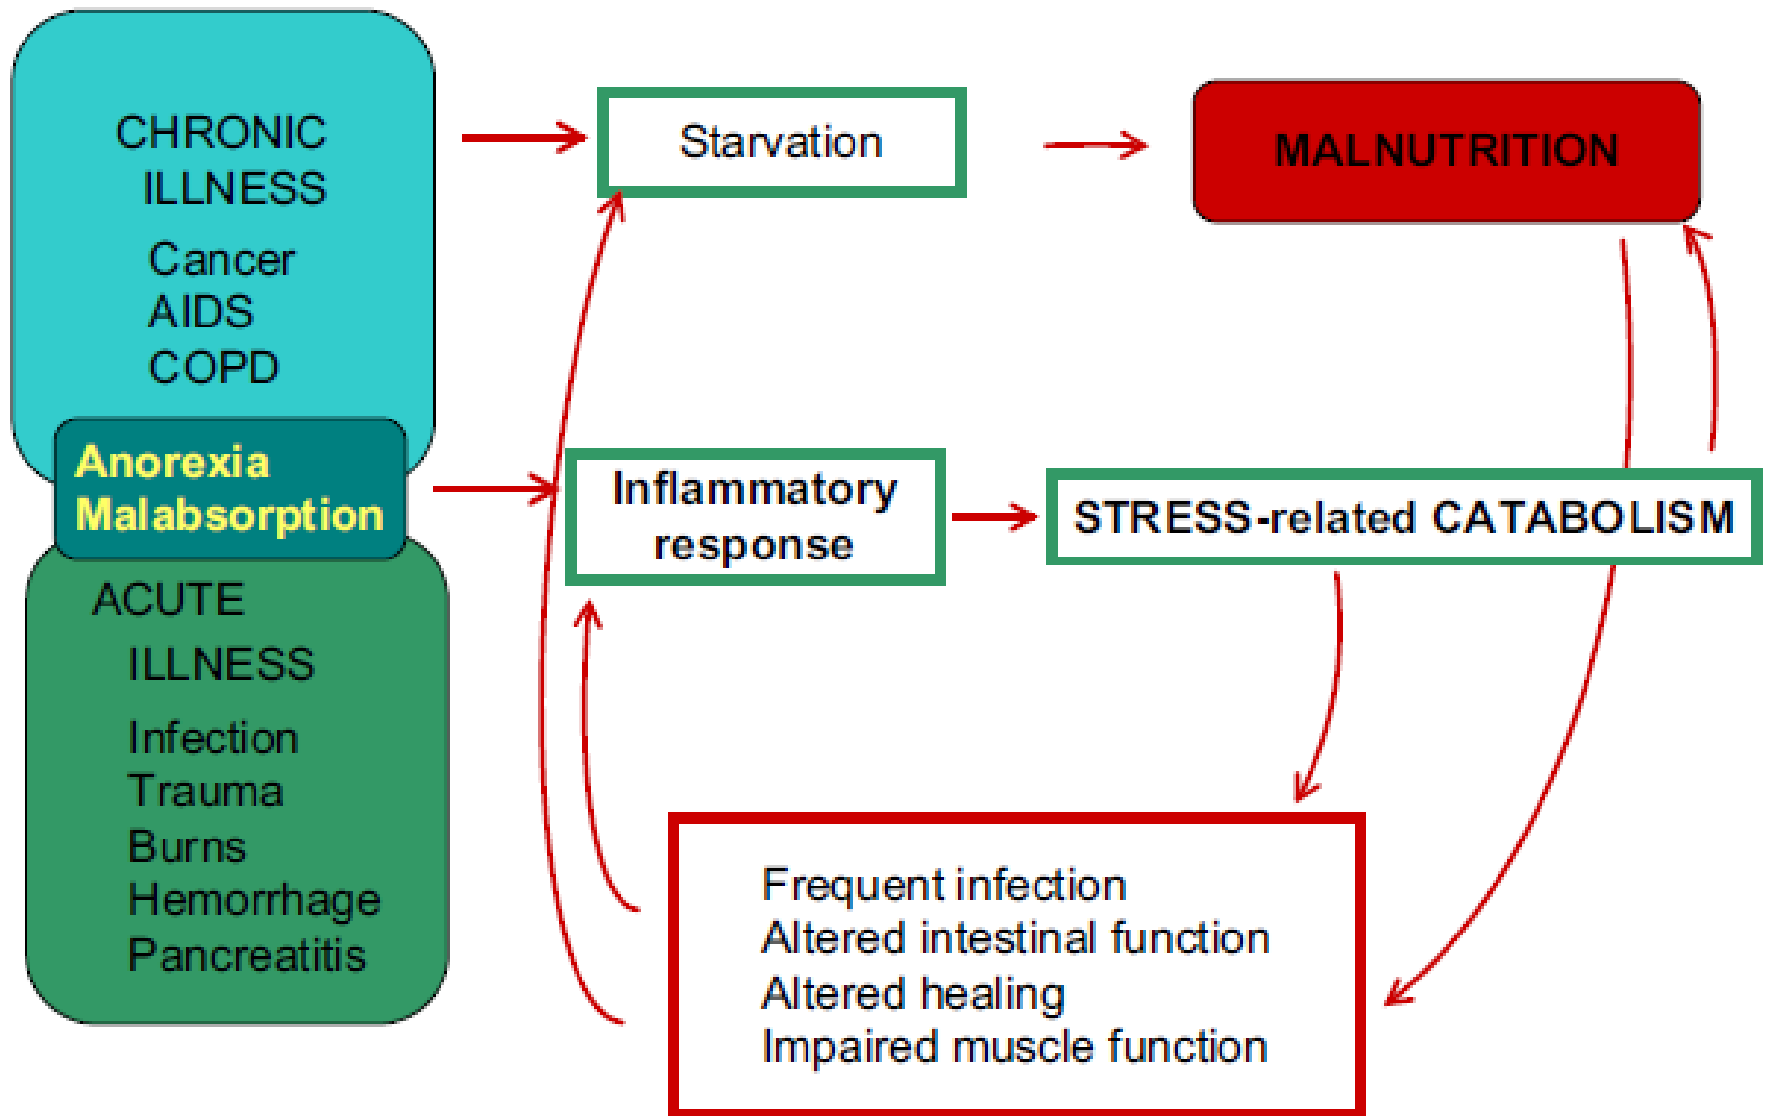 CHRONIC
ILLNESS
Cancer
AIDS
COPD
Anorexia
Malabsorption
ACUTE
ILLNESS
Infection
Trauma
Burns
Hemorrhage
Pancreatitis
Starvation
MALNUTRITION
Inflammatory
response
STRESS-related CATABOLISM
Frequent infection
Altered intestinal function
Altered healing
Impaired muscle function